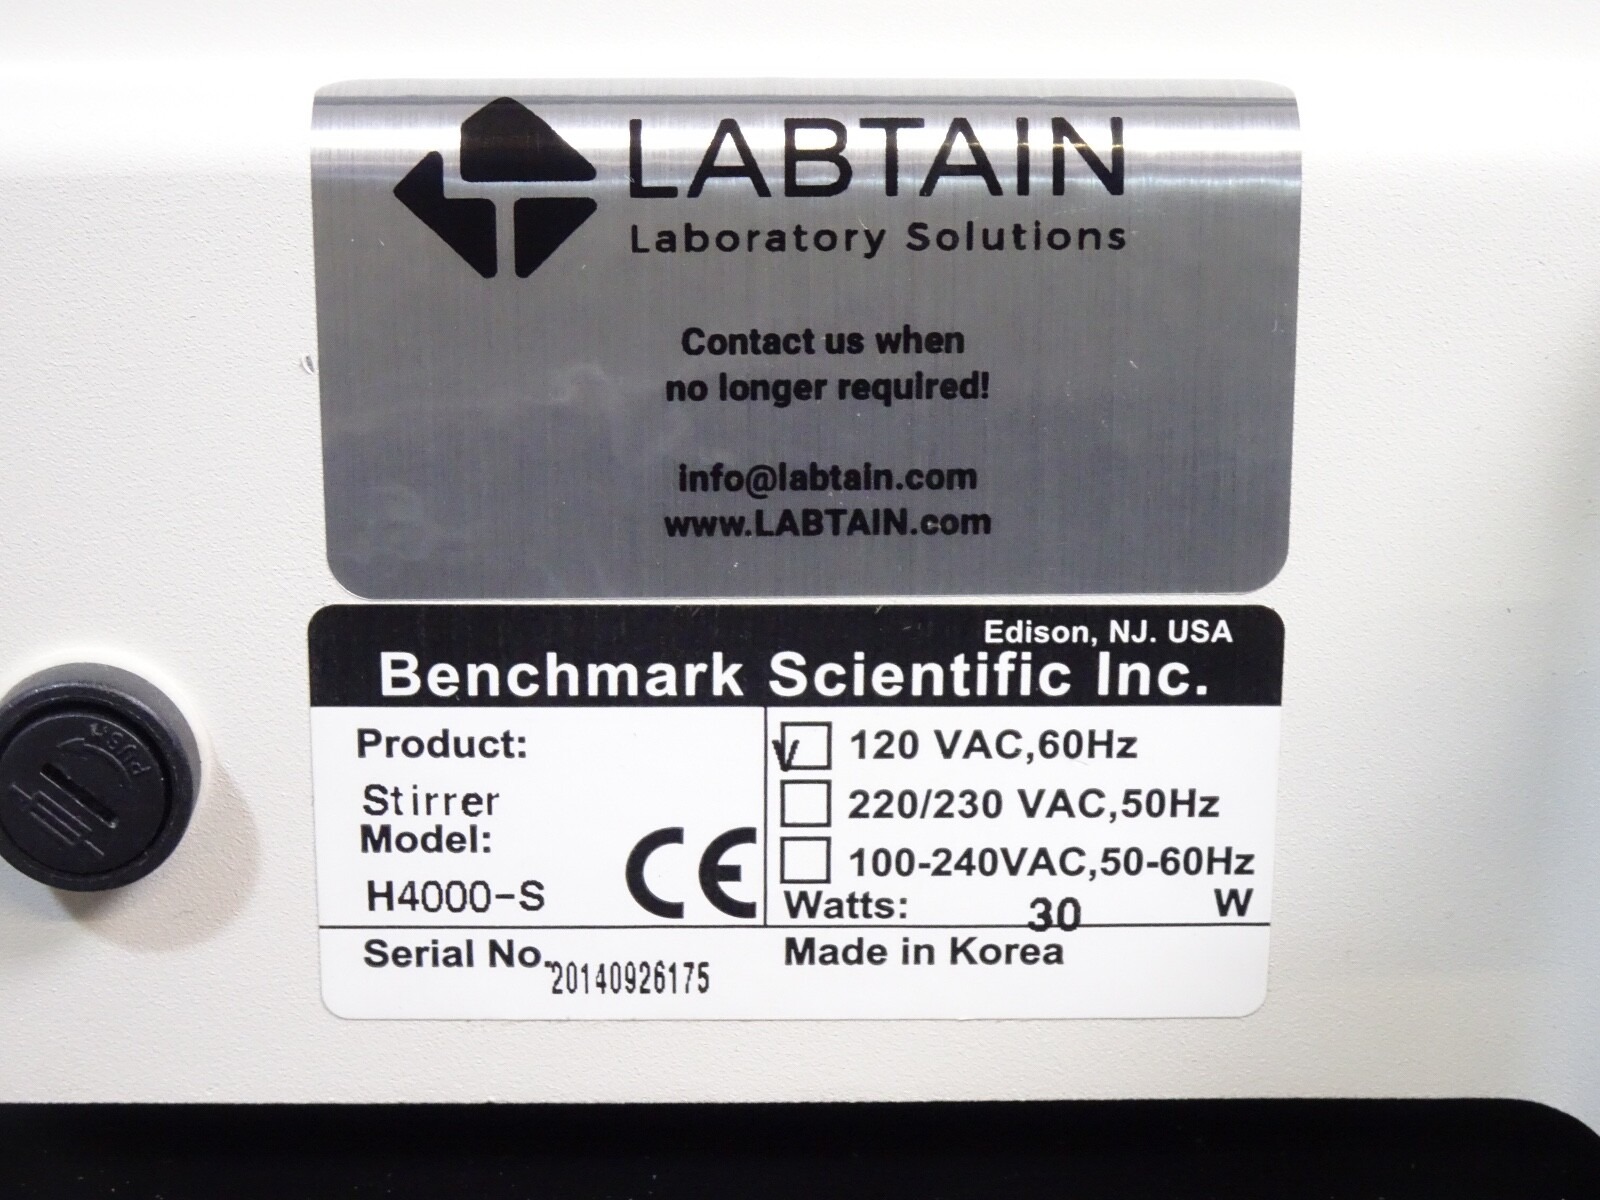 LABTAIN
Laboratory Solutions
Contact us when
no longer required!
info@labtain.com
www.LABTAIN.com
Edison, NJ. USA
Benchmark Scientific Inc.
Product:
Stirrer
Model:
H4000-S
CE
Serial No.
20140926175
V 120 VAC,60Hz
220/230 VAC,50Hz
100-240VAC,50-60Hz
Watts: 30 W
Made in Korea
PUSH